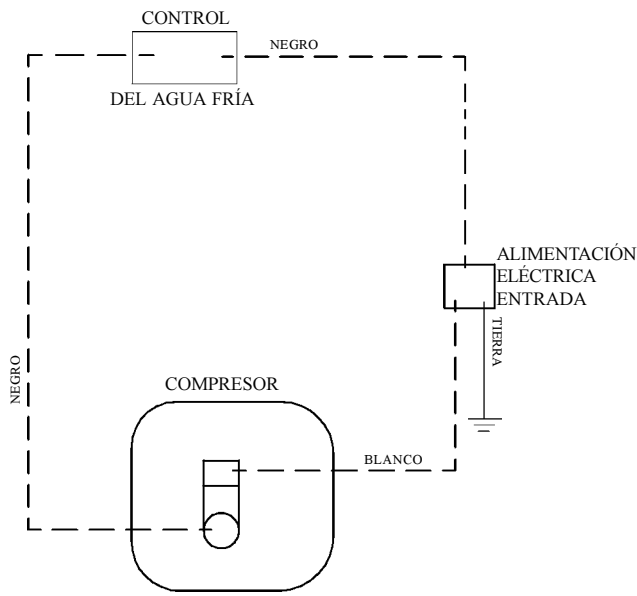 CONTROL
NEGRO
DEL AGUA FRÍA
ALIMENTACIÓN
ELÉCTRICA
ENTRADA
TIERRA
NEGRO
COMPRESOR
BLANCO